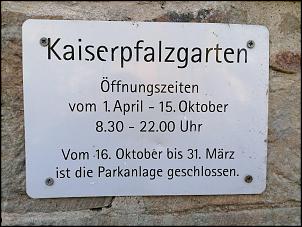 Kaiserpfalzgarten
Öffnungszeiten
vom 1. April - 15. Oktober
8.30 - 22.00 Uhr
Vom 16. Oktober bis 31. März
ist die Parkanlage geschlossen.